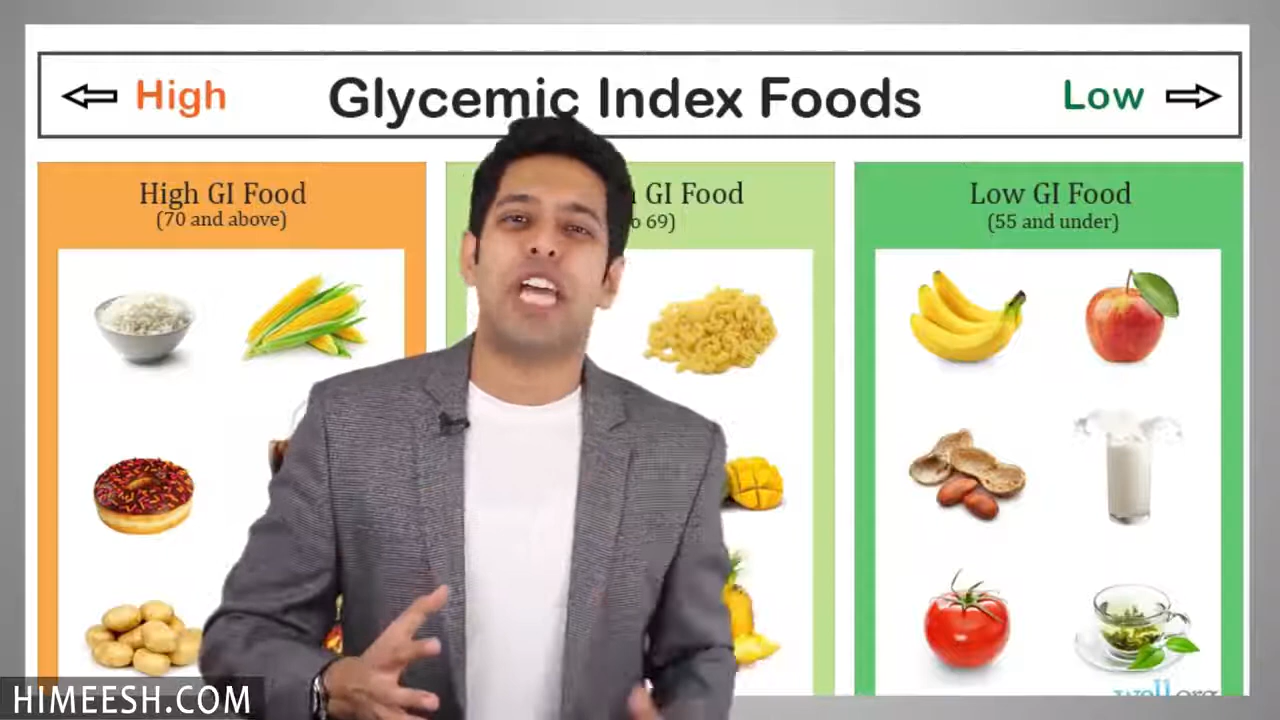 High
Glycemic Index Foods
Low
High GI Food
(70 and above)
GI Food
69)
Low GI Food
(55 and under)
HIMEESH.COM